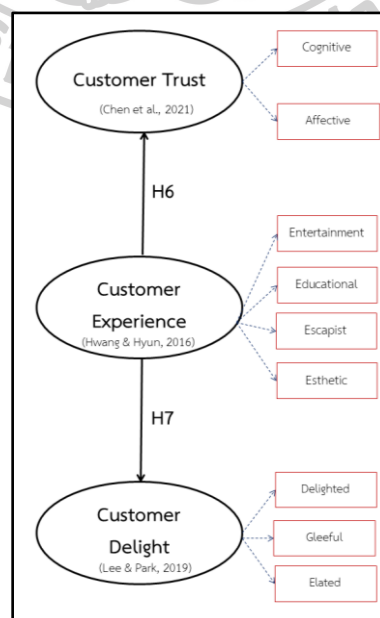 Customer Trust
(Chen et al., 2021)
Cognitive
Affective
H6
Customer
Experience
(Hwang & Hyun, 2016)
Entertainment
Educational
Escapist
Esthetic
H7
Customer
Delight
(Lee & Park, 2019)
Delighted
Gleeful
Elated